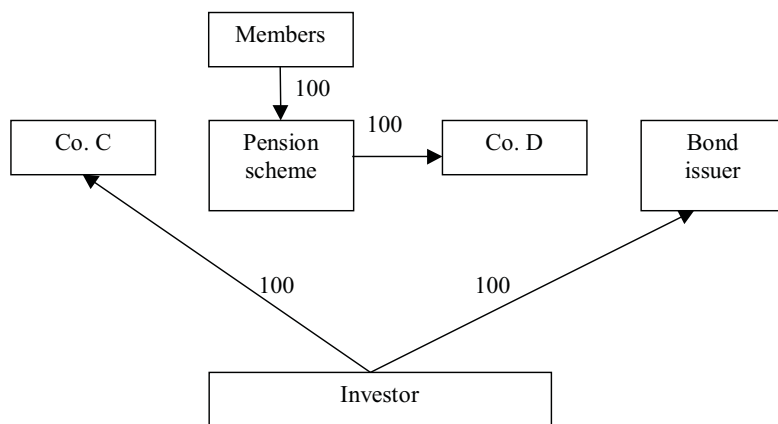 Members
100
Co. C
Pension
scheme
100
Co. D
Bond
issuer
100
100
Investor